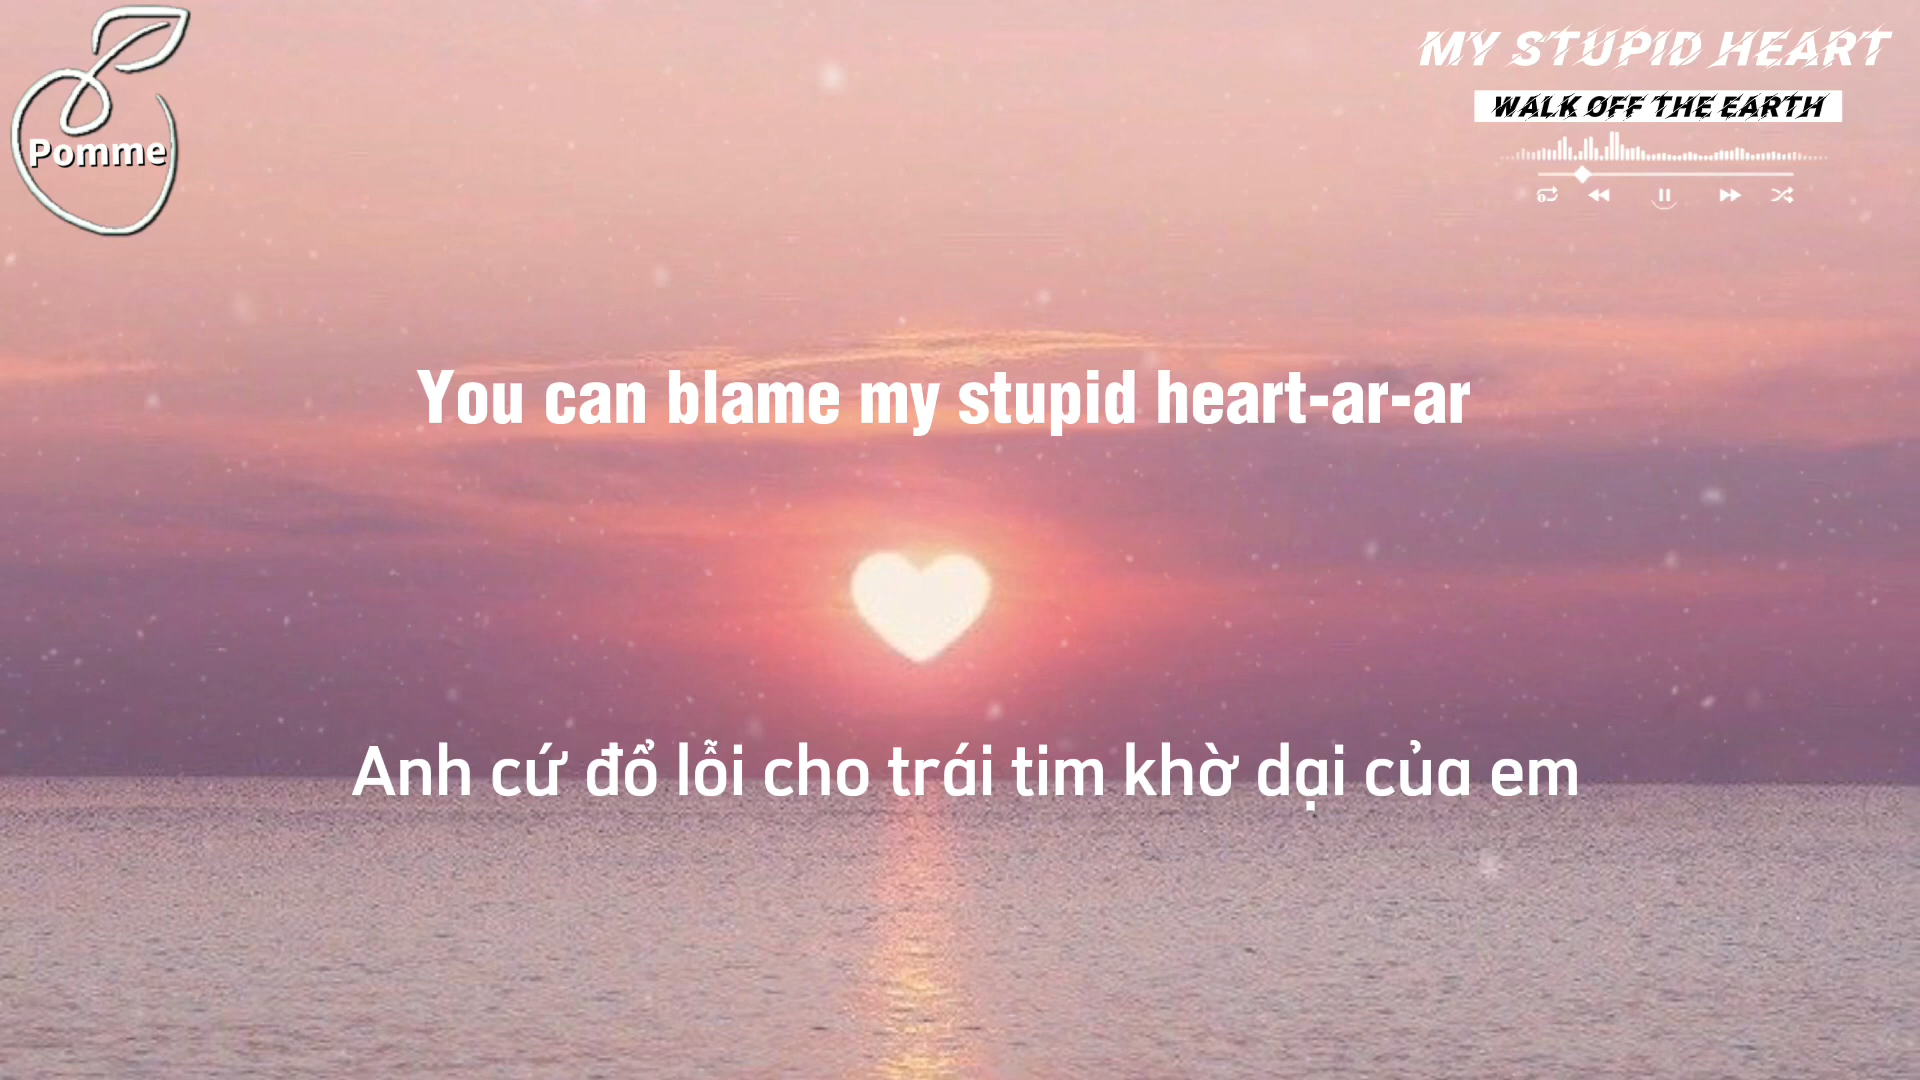 Pomme
MY STUPID HEART
WALK OFF THE EARTH
You can blame my stupid heart-ar-ar
Anh cứ đổ lỗi cho trái tim khờ dại của em